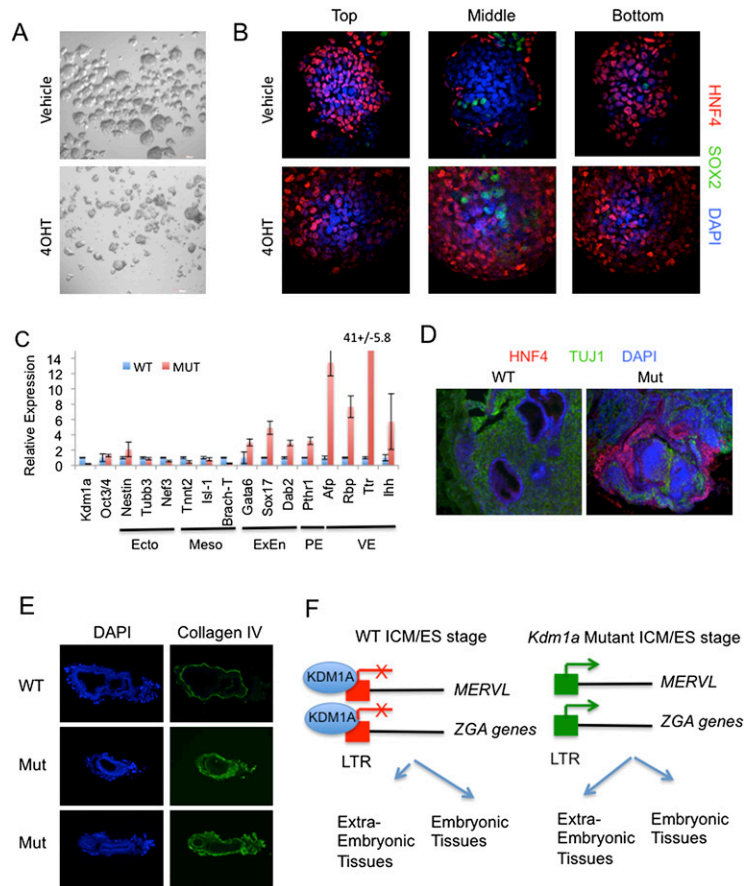 A
Vehicle
4OHT
B
Top Middle Bottom
Vehicle
4OHT
HNF4 SOX2 DAPI
C
41+/-5.8
WT MUT
Relative Expression
14
12
10
8
6
4
2
0
Kdm1a Oct3/4 Nestin Tubb3 Nef3 Tnnt2 Isl-1 Brach-T Gata6 Sox17 Dab2 Pthr1 Afp Rbp Ttr Ihh
Ecto Meso ExEn PE VE
D
HNF4 TUJ1 DAPI
WT Mut
E
DAPI Collagen IV
WT
Mut
Mut
F
WT ICM/ES stage
KDM1A
MERVL
KDM1A
ZGA genes
LTR
Extra-
Embryonic
Tissues
Embryonic
Tissues
Kdm1a Mutant ICM/ES stage
MERVL
ZGA genes
LTR
Extra-
Embryonic
Tissues
Embryonic
Tissues